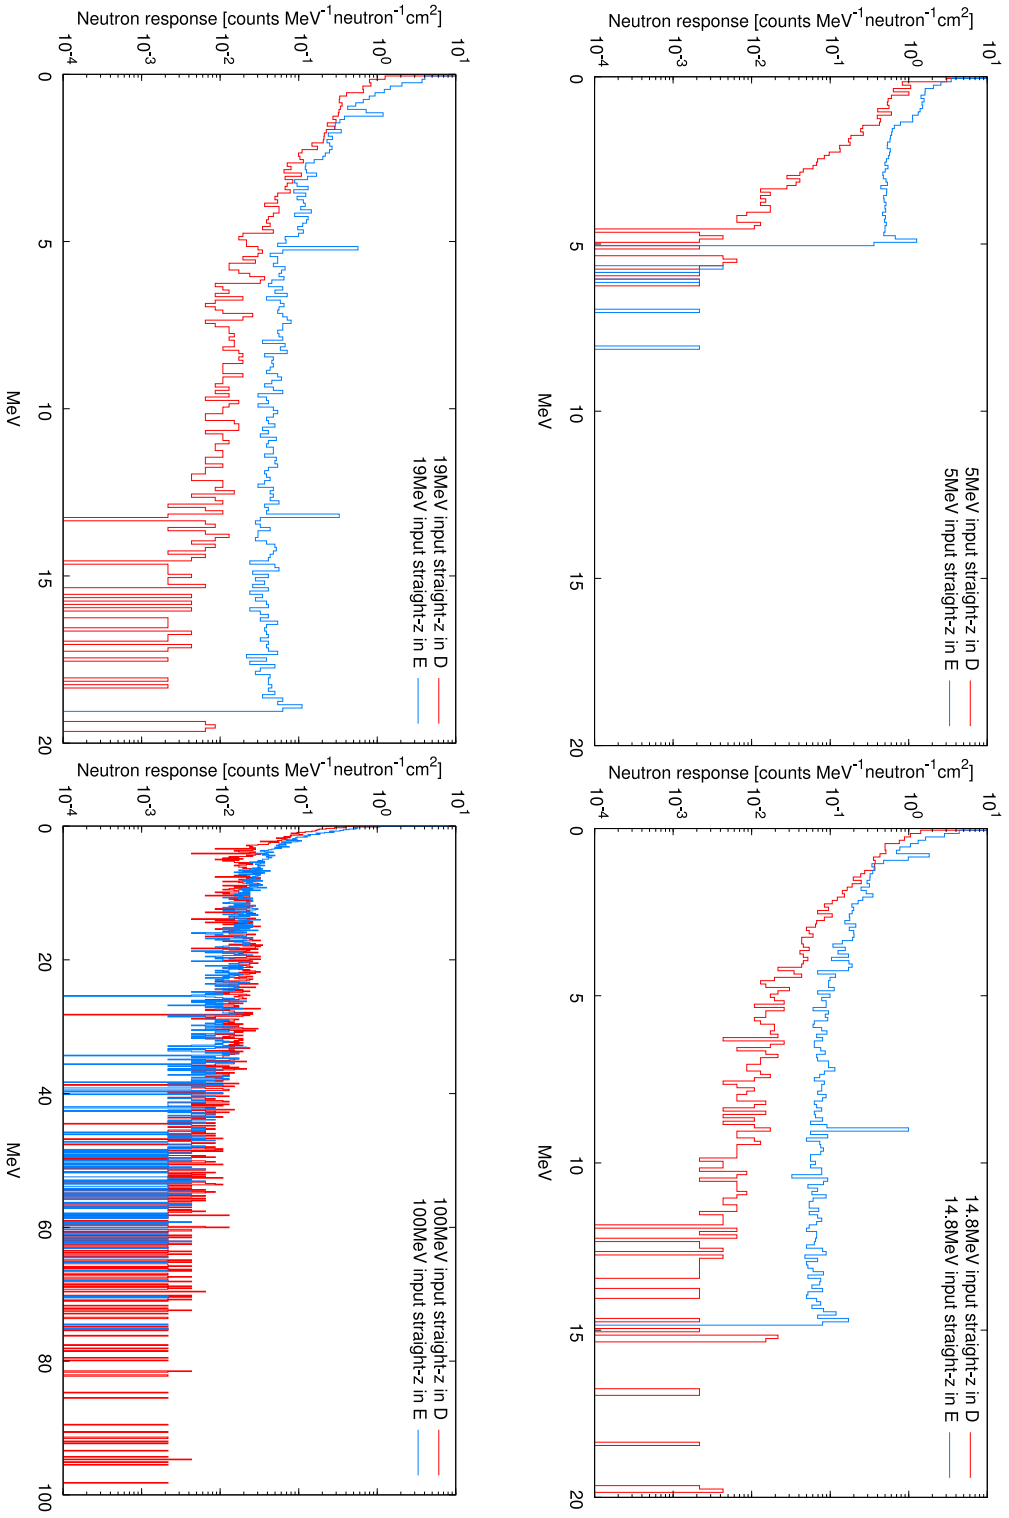 Neutron response [counts MeV⁻¹neutron⁻¹cm²]
10¹
10⁰
10⁻¹
10⁻²
10⁻³
10⁻⁴
5MeV input straight-z in D
5MeV input straight-z in E
0
5
10
15
20
MeV
Neutron response [counts MeV⁻¹neutron⁻¹cm²]
10¹
10⁰
10⁻¹
10⁻²
10⁻³
10⁻⁴
14.8MeV input straight-z in D
14.8MeV input straight-z in E
0
5
10
15
20
MeV
Neutron response [counts MeV⁻¹neutron⁻¹cm²]
10¹
10⁰
10⁻¹
10⁻²
10⁻³
10⁻⁴
19MeV input straight-z in D
19MeV input straight-z in E
0
5
10
15
20
MeV
Neutron response [counts MeV⁻¹neutron⁻¹cm²]
10¹
10⁰
10⁻¹
10⁻²
10⁻³
10⁻⁴
100MeV input straight-z in D
100MeV input straight-z in E
0
20
40
60
80
100
MeV